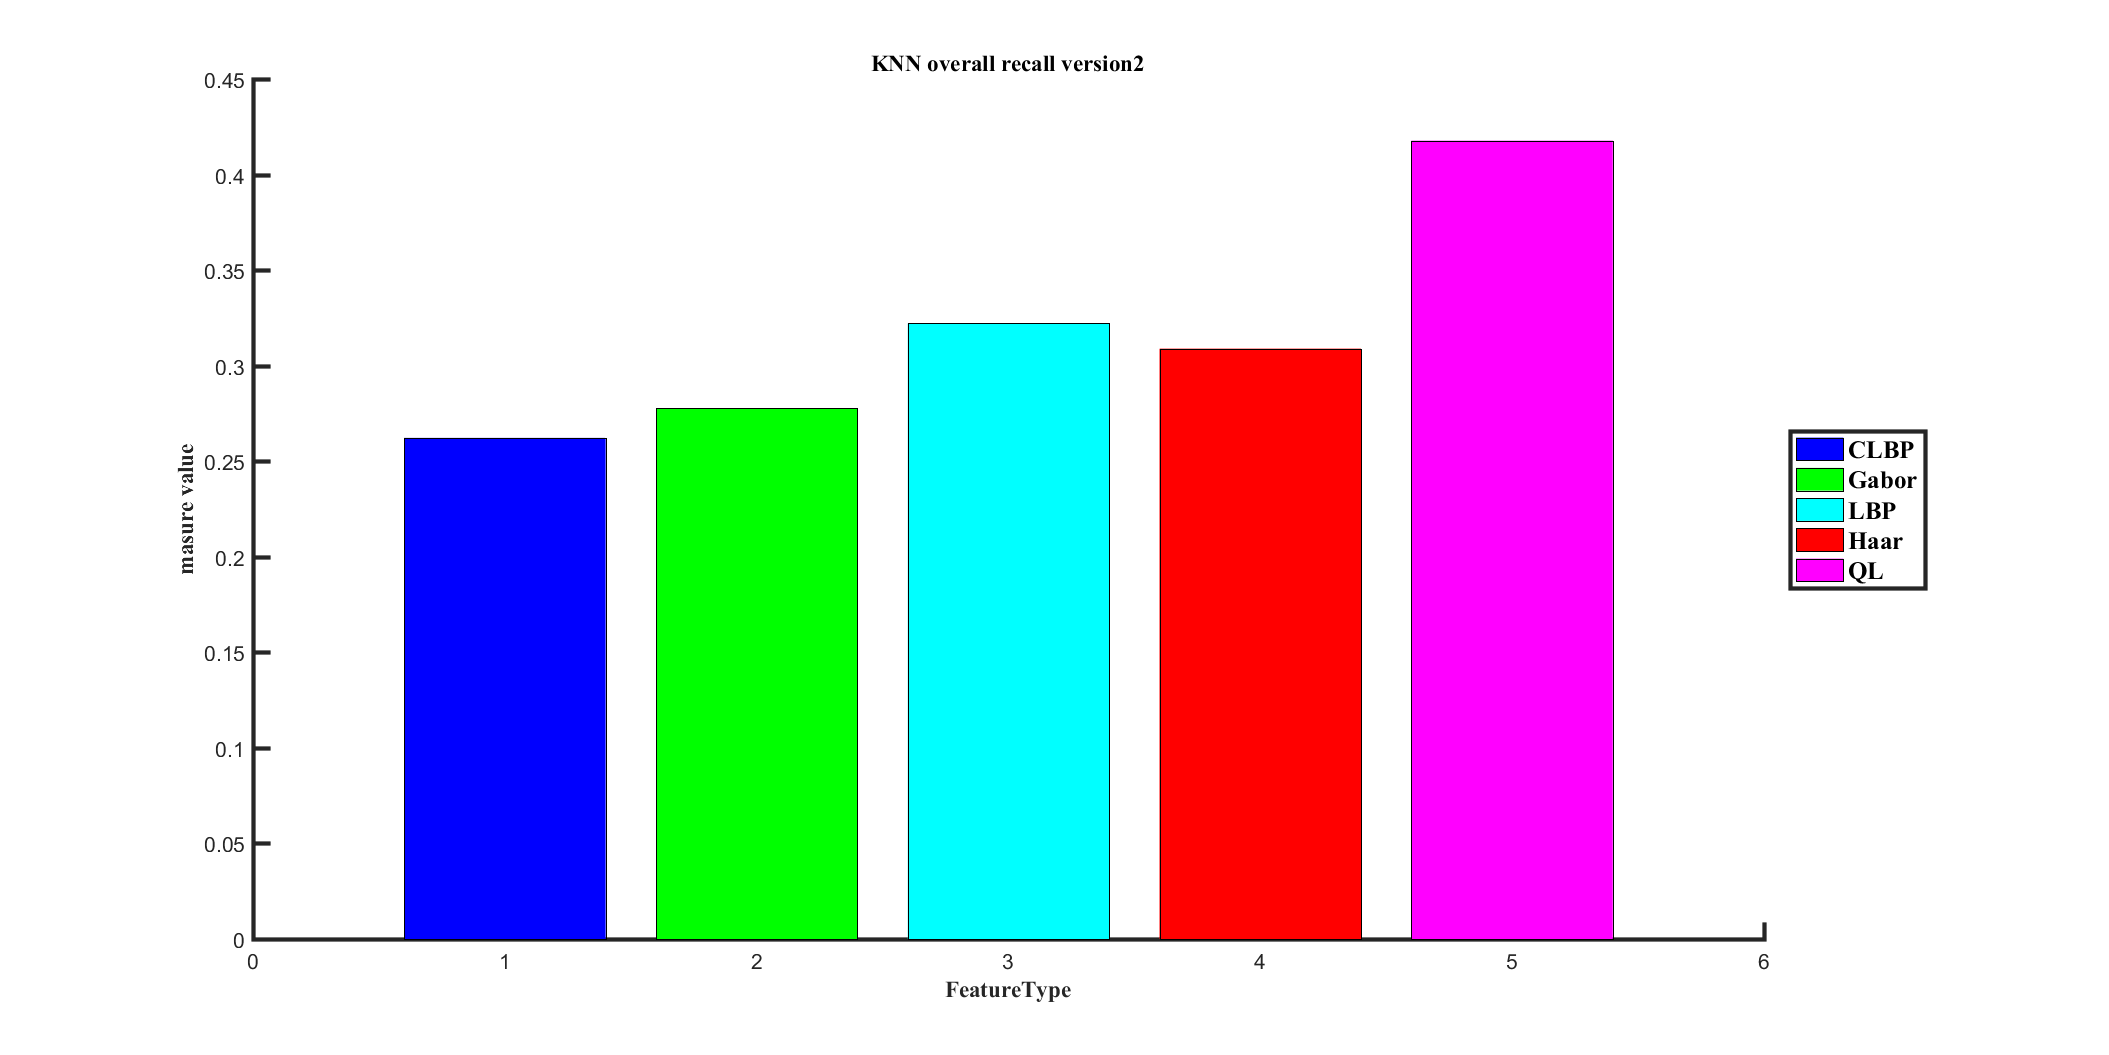 KNN overall recall version2
0.45
0.4
0.35
0.3
0.25
0.2
0.15
0.1
0.05
0
masure value
0 1 2 3 4 5 6
FeatureType
CLBP
Gabor
LBP
Haar
QL